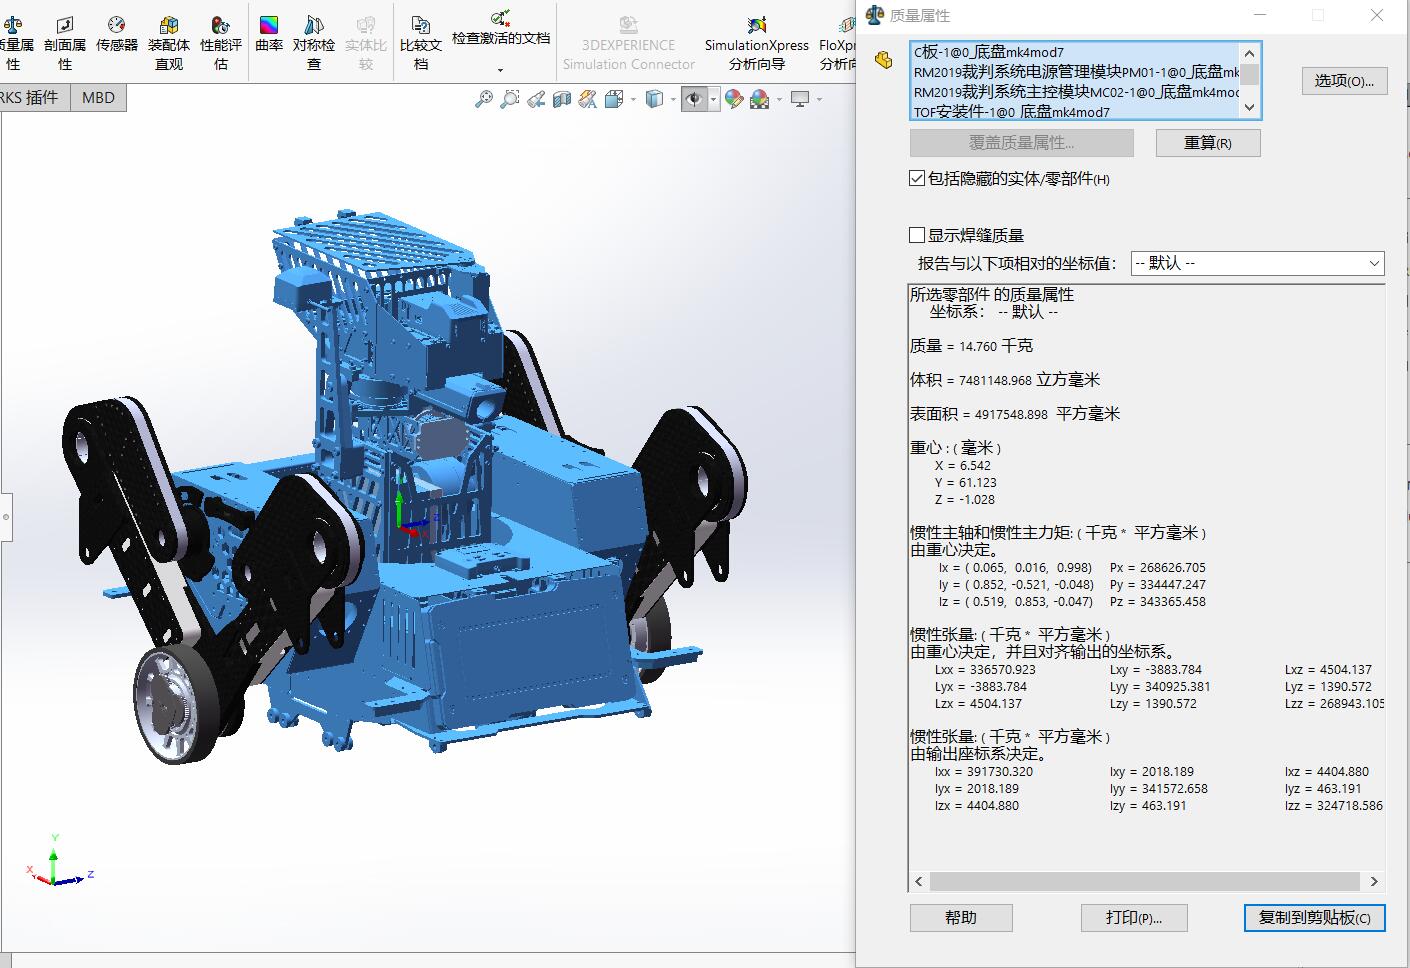 质量属性
剖面属性
传感器
装配体直观
性能评估
曲率
对称检查
实体比较
比较文档
检查激活的文档
3DEXPERIENCE
Simulation Connector
SimulationXpress
分析向导
FloXpr
分析向
RKS 插件
MBD
X
Y
Z
质量属性
C板-1@0_底盘mk4mod7
RM2019裁判系统电源管理模块PM01-1@0_底盘mk
RM2019裁判系统主控模块MC02-1@0_底盘mk4moc
TOF安装件-1@0_底盘mk4mod7
选项(O)...
覆盖质量属性...
重算(R)
包括隐藏的实体/零部件(H)
显示焊缝质量
报告与以下项相对的坐标值：
-- 默认 --
所选零部件 的质量属性
坐标系： -- 默认 --
质量 = 14.760 千克
体积 = 7481148.968 立方毫米
表面积 = 4917548.898 平方毫米
重心 : ( 毫米 )
X = 6.542
Y = 61.123
Z = -1.028
惯性主轴和惯性主力矩: ( 千克 * 平方毫米 )
由重心决定。
Ix = ( 0.065, 0.016, 0.998) Px = 268626.705
Iy = ( 0.852, -0.521, -0.048) Py = 334447.247
Iz = ( 0.519, 0.853, -0.047) Pz = 343365.458
惯性张量: ( 千克 * 平方毫米 )
由重心决定，并且对齐输出的坐标系。
Lxx = 336570.923 Lxy = -3883.784 Lxz = 4504.137
Lyx = -3883.784 Lyy = 340925.381 Lyz = 1390.572
Lzx = 4504.137 Lzy = 1390.572 Lzz = 268943.105
惯性张量: ( 千克 * 平方毫米 )
由输出座标系决定。
Ixx = 391730.320 Ixy = 2018.189 Ixz = 4404.880
Iyx = 2018.189 Iyy = 341572.658 Iyz = 463.191
Izx = 4404.880 Izy = 463.191 Izz = 324718.586
帮助
打印(P)...
复制到剪贴板(C)